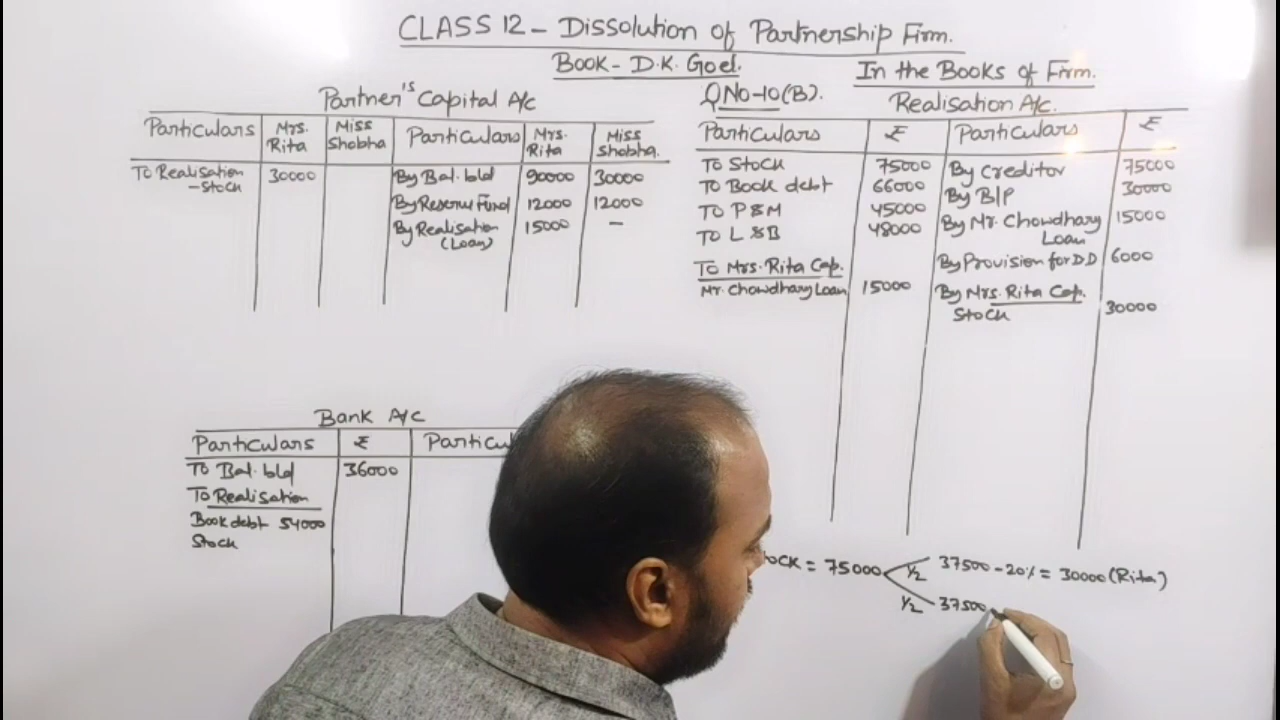 CLASS 12 - Dissolution of Partnership Firm.
Book - D.K. Goel.
In the Books of Firm.
Partner's Capital A/c
Particulars Mrs. Rita Miss Shobha Particulars Mrs. Rita Miss Shobha.
To Realisation - Stock 30000 By Bal. b/d 90000 30000
By Reserve Fund 12000 12000
By Realisation (Loan) 15000 -
QNo-10(B).
Realisation A/c.
Particulars ₹ Particulars ₹
To Stock 75000 By Creditor 75000
To Book debt 66000 By B/P 30000
To P&M 45000 By Mr. Chowdhary Loan 15000
To L&B 48000 By Provision for DD 6000
To Mrs. Rita Cap. By Mrs. Rita Cap.
Mr. Chowdhary Loan 15000 Stock 30000
Bank A/c
Particulars ₹ Particu
To Bal. b/d 36000
To Realisation
Book debt 54000
Stock
ock = 75000 1/2 37500 - 20% = 30000 (Rita)
1/2 37500